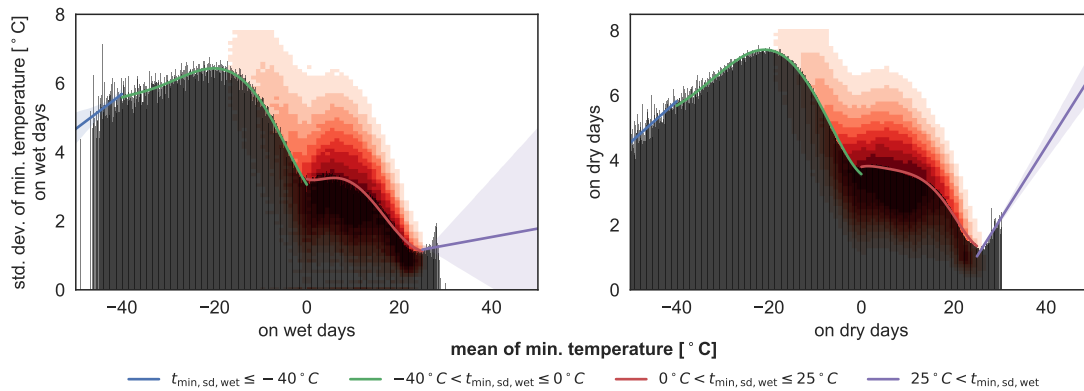 std. dev. of min. temperature [ °C]
on wet days
8
6
4
2
0
−40 −20 0 20 40
on wet days
on dry days
8
6
4
2
0
−40 −20 0 20 40
on dry days
mean of min. temperature [ °C]
t_min,sd,wet ≤ −40°C
−40°C < t_min,sd,wet ≤ 0°C
0°C < t_min,sd,wet ≤ 25°C
25°C < t_min,sd,wet